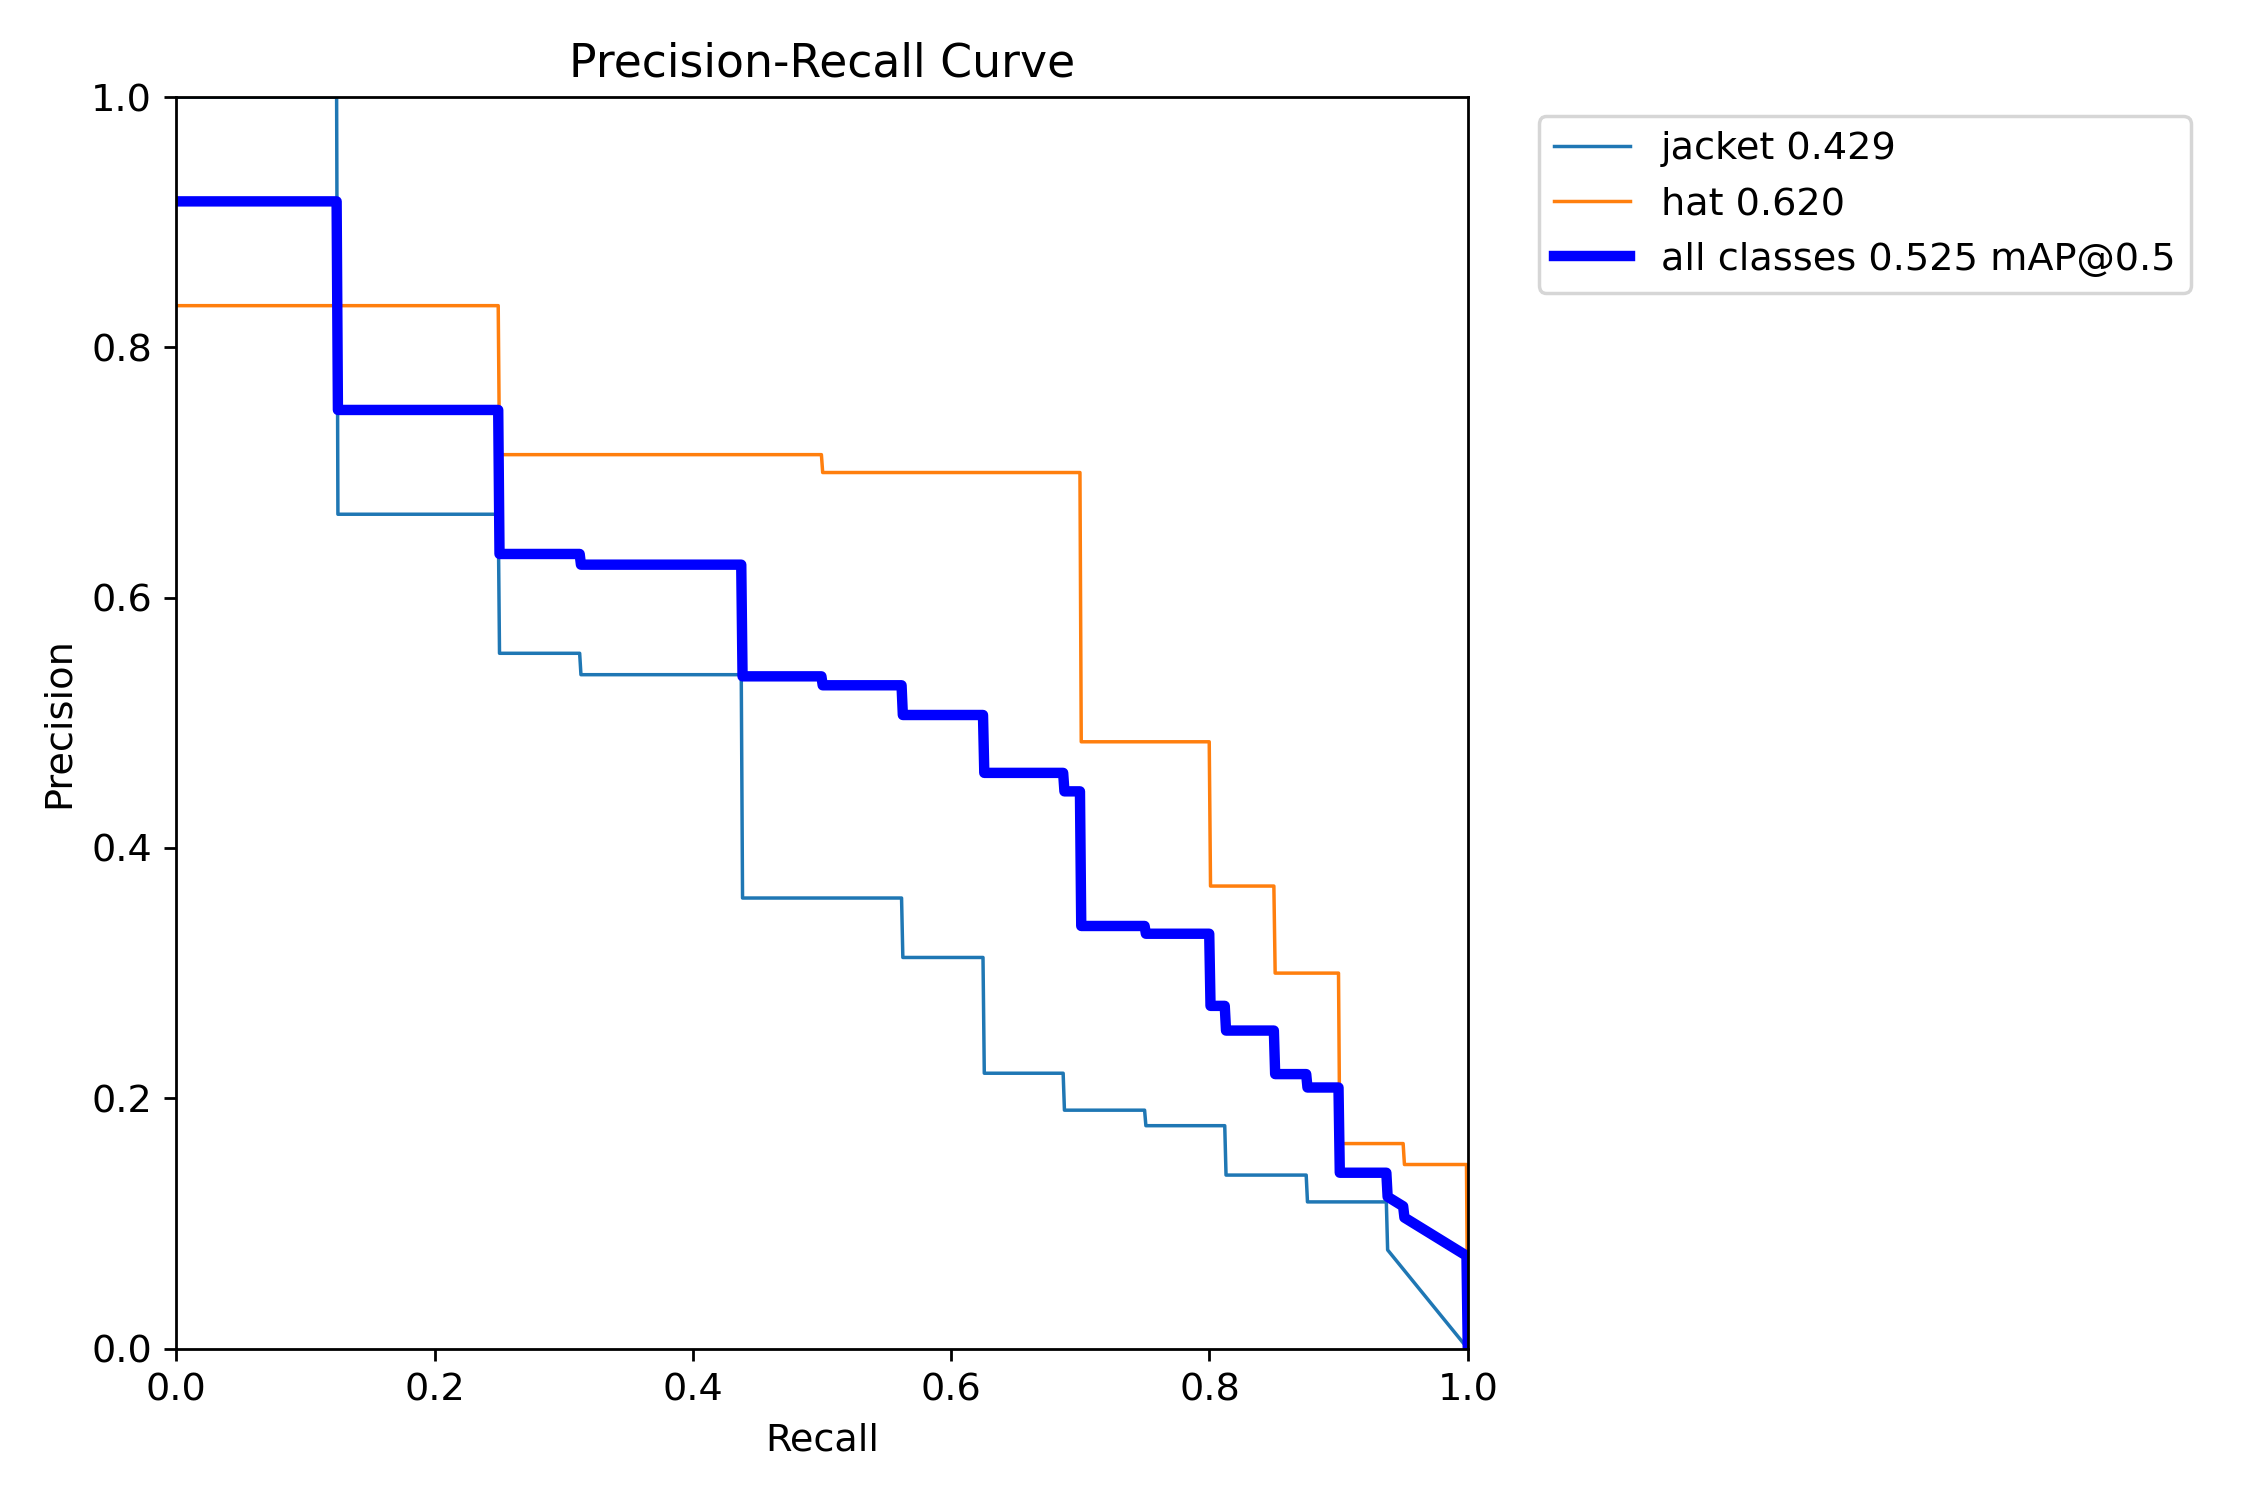 Precision-Recall Curve
1.0
0.8
0.6
0.4
0.2
0.0
Precision
0.0 0.2 0.4 0.6 0.8 1.0
Recall
jacket 0.429
hat 0.620
all classes 0.525 mAP@0.5